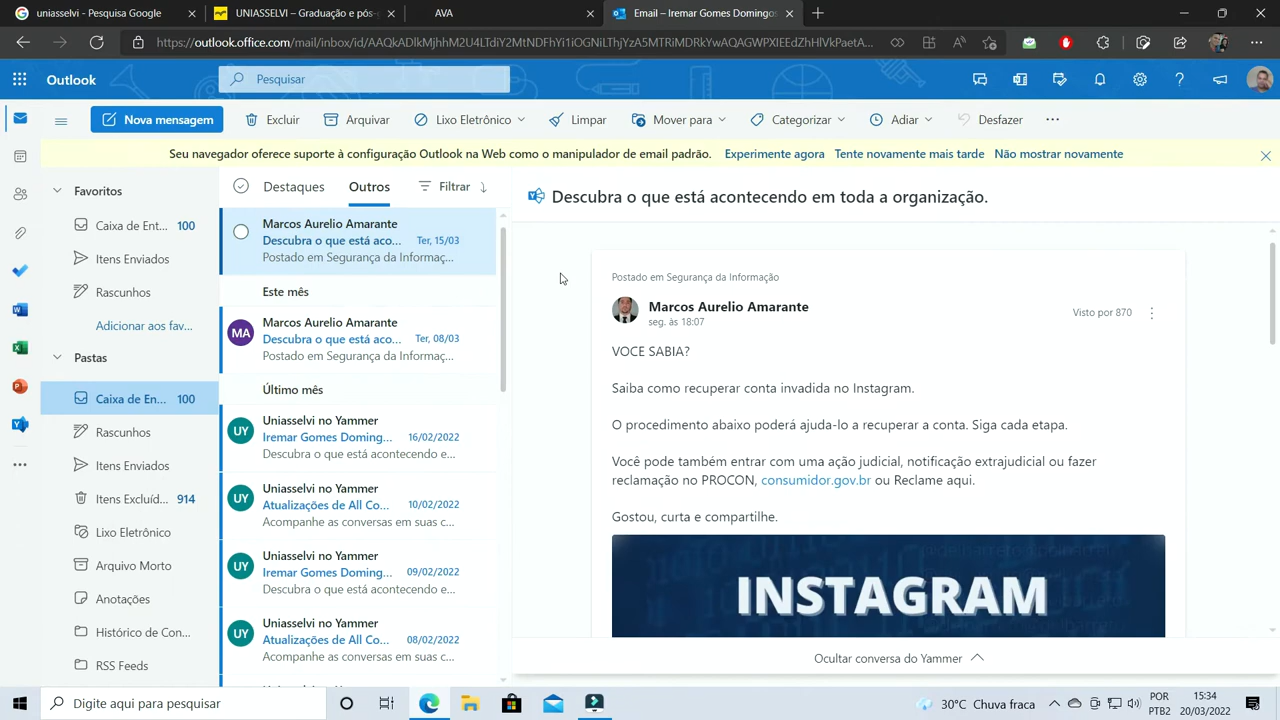 uniasselvi - Google
UNIASSELVI - Graduação e pós-
AVA
Email – Iremar Gomes Domingos
https://outlook.office.com/mail/inbox/id/
Outlook
Pesquisar
Nova mensagem
Excluir
Arquivar
Lixo Eletrônico
Limpar
Mover para
Categorizar
Adiar
Desfazer
Seu navegador oferece suporte à configuração Outlook na Web como o manipulador de email padrão. Experimente agora Tente novamente mais tarde Não mostrar novamente
Favoritos
Caixa de Ent... 100
Itens Enviados
Rascunhos
Adicionar aos fav...
Pastas
Caixa de En... 100
Rascunhos
Itens Enviados
Itens Excluíd... 914
Lixo Eletrônico
Arquivo Morto
Anotações
Histórico de Con...
RSS Feeds
Destaques Outros Filtrar
Marcos Aurelio Amarante
Descubra o que está aco... Ter, 15/03
Postado em Segurança da Informaç...
Este mês
MA
Marcos Aurelio Amarante
Descubra o que está aco... Ter, 08/03
Postado em Segurança da Informaç...
Último mês
UY
Uniasselvi no Yammer
Iremar Gomes Doming... 16/02/2022
Descubra o que está acontecendo e...
UY
Uniasselvi no Yammer
Atualizações de All Co... 10/02/2022
Acompanhe as conversas em suas c...
UY
Uniasselvi no Yammer
Iremar Gomes Doming... 09/02/2022
Descubra o que está acontecendo e...
UY
Uniasselvi no Yammer
Atualizações de All Co... 08/02/2022
Acompanhe as conversas em suas c...
Descubra o que está acontecendo em toda a organização.
Postado em Segurança da Informação
Marcos Aurelio Amarante
seg. às 18:07
Visto por 870
VOCE SABIA?
Saiba como recuperar conta invadida no Instagram.
O procedimento abaixo poderá ajuda-lo a recuperar a conta. Siga cada etapa.
Você pode também entrar com uma ação judicial, notificação extrajudicial ou fazer
reclamação no PROCON, consumidor.gov.br ou Reclame aqui.
Gostou, curta e compartilhe.
INSTAGRAM
Ocultar conversa do Yammer
Digite aqui para pesquisar
30°C Chuva fraca
POR
PTB2
15:34
20/03/2022